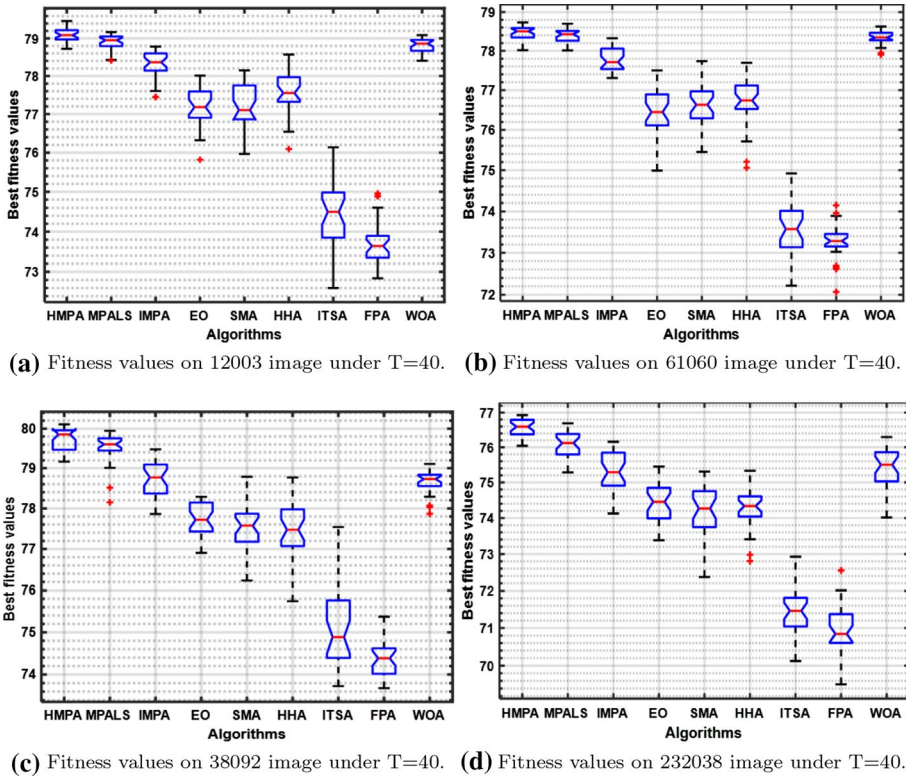 Best fitness values
79
78
77
76
75
74
73
HMPA MPALS IMPA EO SMA HHA ITSA FPA WOA
Algorithms
(a) Fitness values on 12003 image under T=40.
Best fitness values
79
78
77
76
75
74
73
72
HMPA MPALS IMPA EO SMA HHA ITSA FPA WOA
Algorithms
(b) Fitness values on 61060 image under T=40.
Best fitness values
80
79
78
77
76
75
74
HMPA MPALS IMPA EO SMA HHA ITSA FPA WOA
Algorithms
(c) Fitness values on 38092 image under T=40.
Best fitness values
77
76
75
74
73
72
71
70
HMPA MPALS IMPA EO SMA HHA ITSA FPA WOA
Algorithms
(d) Fitness values on 232038 image under T=40.